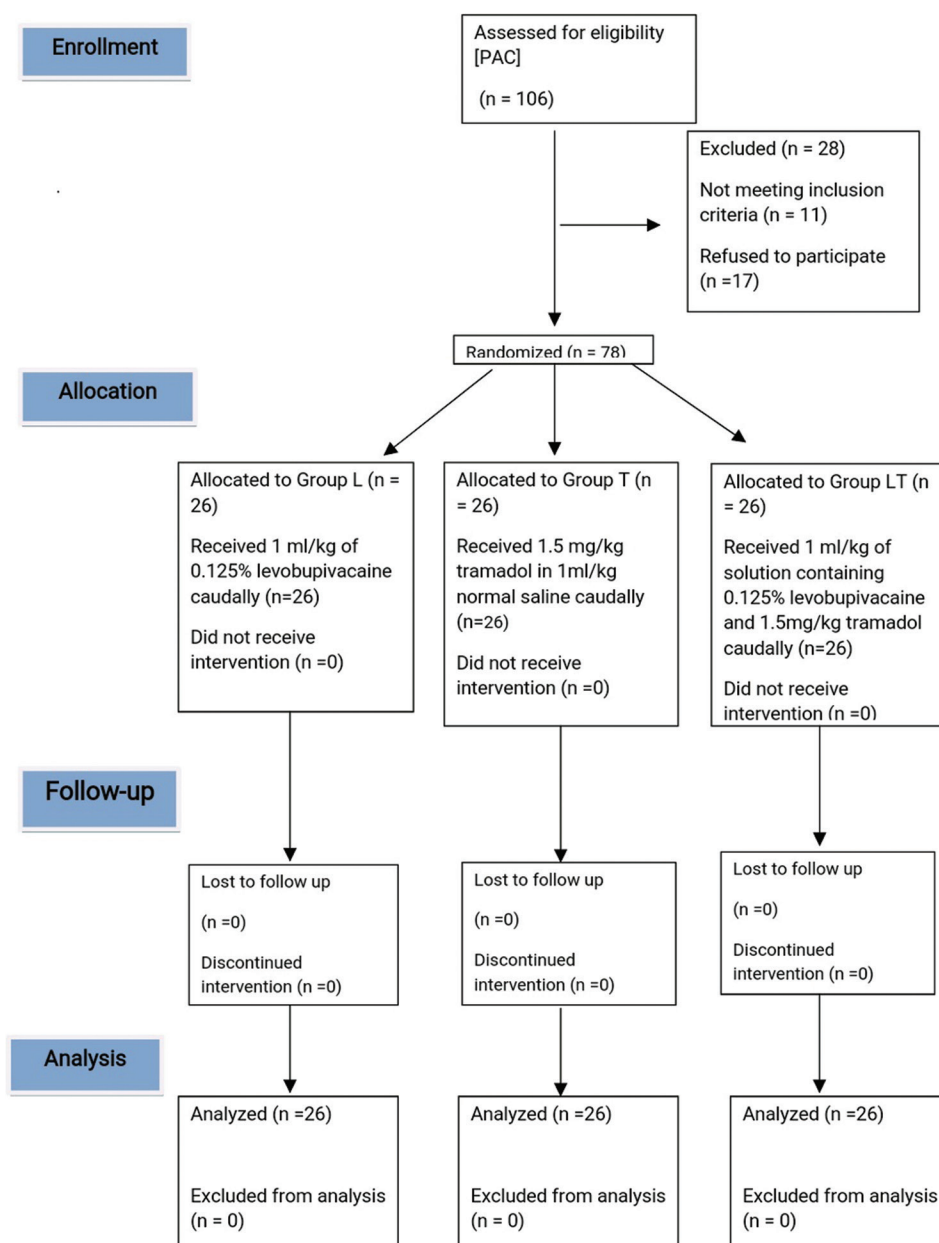 Enrollment
Assessed for eligibility
[PAC]
(n = 106)
Excluded (n = 28)
Not meeting inclusion
criteria (n = 11)
Refused to participate
(n =17)
Randomized (n = 78)
Allocation
Allocated to Group L (n =
26)
Received 1 ml/kg of
0.125% levobupivacaine
caudally (n=26)
Did not receive
intervention (n =0)
Allocated to Group T (n
= 26)
Received 1.5 mg/kg
tramadol in 1ml/kg
normal saline caudally
(n=26)
Did not receive
intervention (n =0)
Allocated to Group LT (n
= 26)
Received 1 ml/kg of
solution containing
0.125% levobupivacaine
and 1.5mg/kg tramadol
caudally (n=26)
Did not receive
intervention (n =0)
Follow-up
Lost to follow up
(n =0)
Discontinued
intervention (n =0)
Lost to follow up
(n =0)
Discontinued
intervention (n =0)
Lost to follow up
(n =0)
Discontinued
intervention (n =0)
Analysis
Analyzed (n =26)
Excluded from analysis
(n = 0)
Analyzed (n =26)
Excluded from analysis
(n = 0)
Analyzed (n =26)
Excluded from analysis
(n = 0)